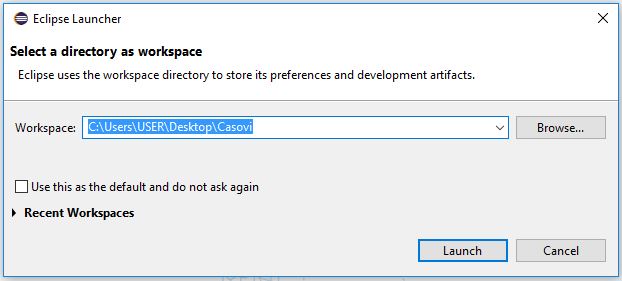 Eclipse Launcher
Select a directory as workspace
Eclipse uses the workspace directory to store its preferences and development artifacts.
Workspace: C:\Users\USER\Desktop\Casovi Browse...
Use this as the default and do not ask again
Recent Workspaces
Launch Cancel